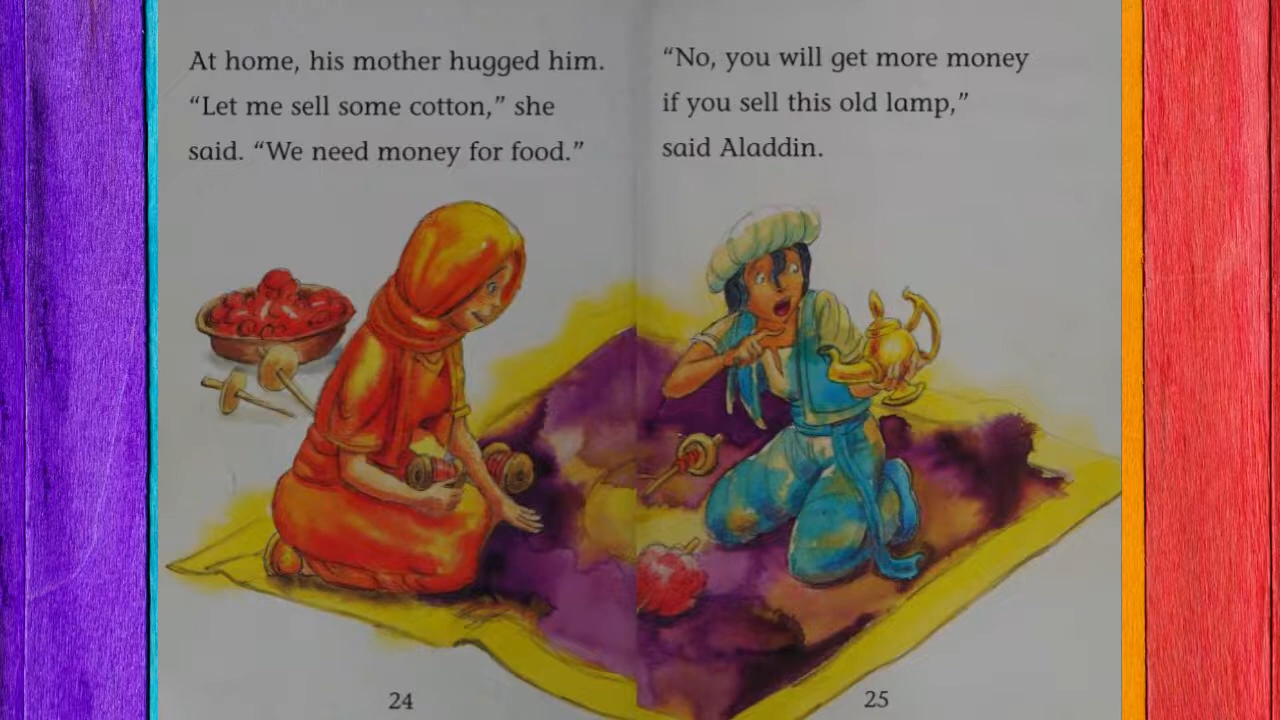 At home, his mother hugged him.
“Let me sell some cotton,” she
said. “We need money for food.”
24
“No, you will get more money
if you sell this old lamp,”
said Aladdin.
25